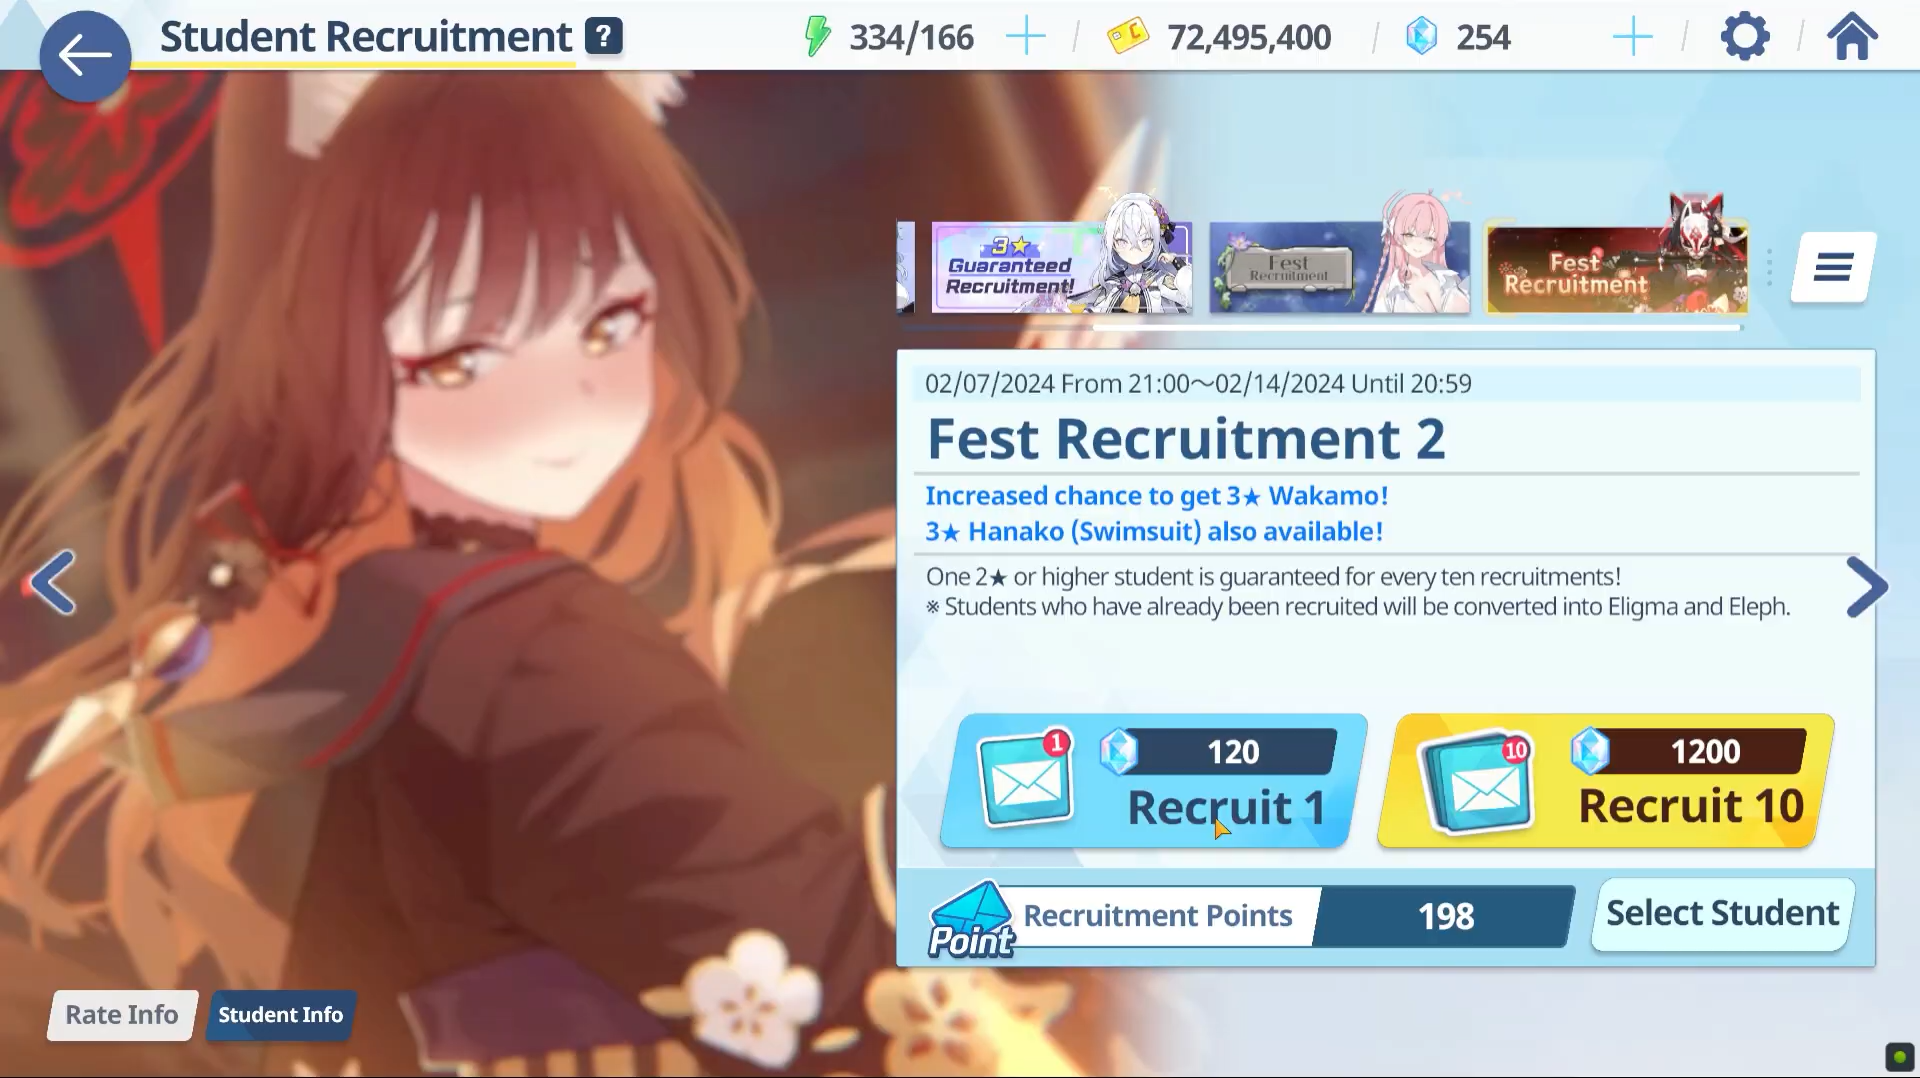 Student Recruitment ?
334/166
72,495,400
254
3★
Guaranteed
Recruitment!
Fest
Recruitment
Fest
Recruitment
02/07/2024 From 21:00～02/14/2024 Until 20:59
Fest Recruitment 2
Increased chance to get 3★ Wakamo!
3★ Hanako (Swimsuit) also available!
One 2★ or higher student is guaranteed for every ten recruitments!
※ Students who have already been recruited will be converted into Eligma and Eleph.
1
120
Recruit 1
10
1200
Recruit 10
Point
Recruitment Points
198
Select Student
Rate Info
Student Info